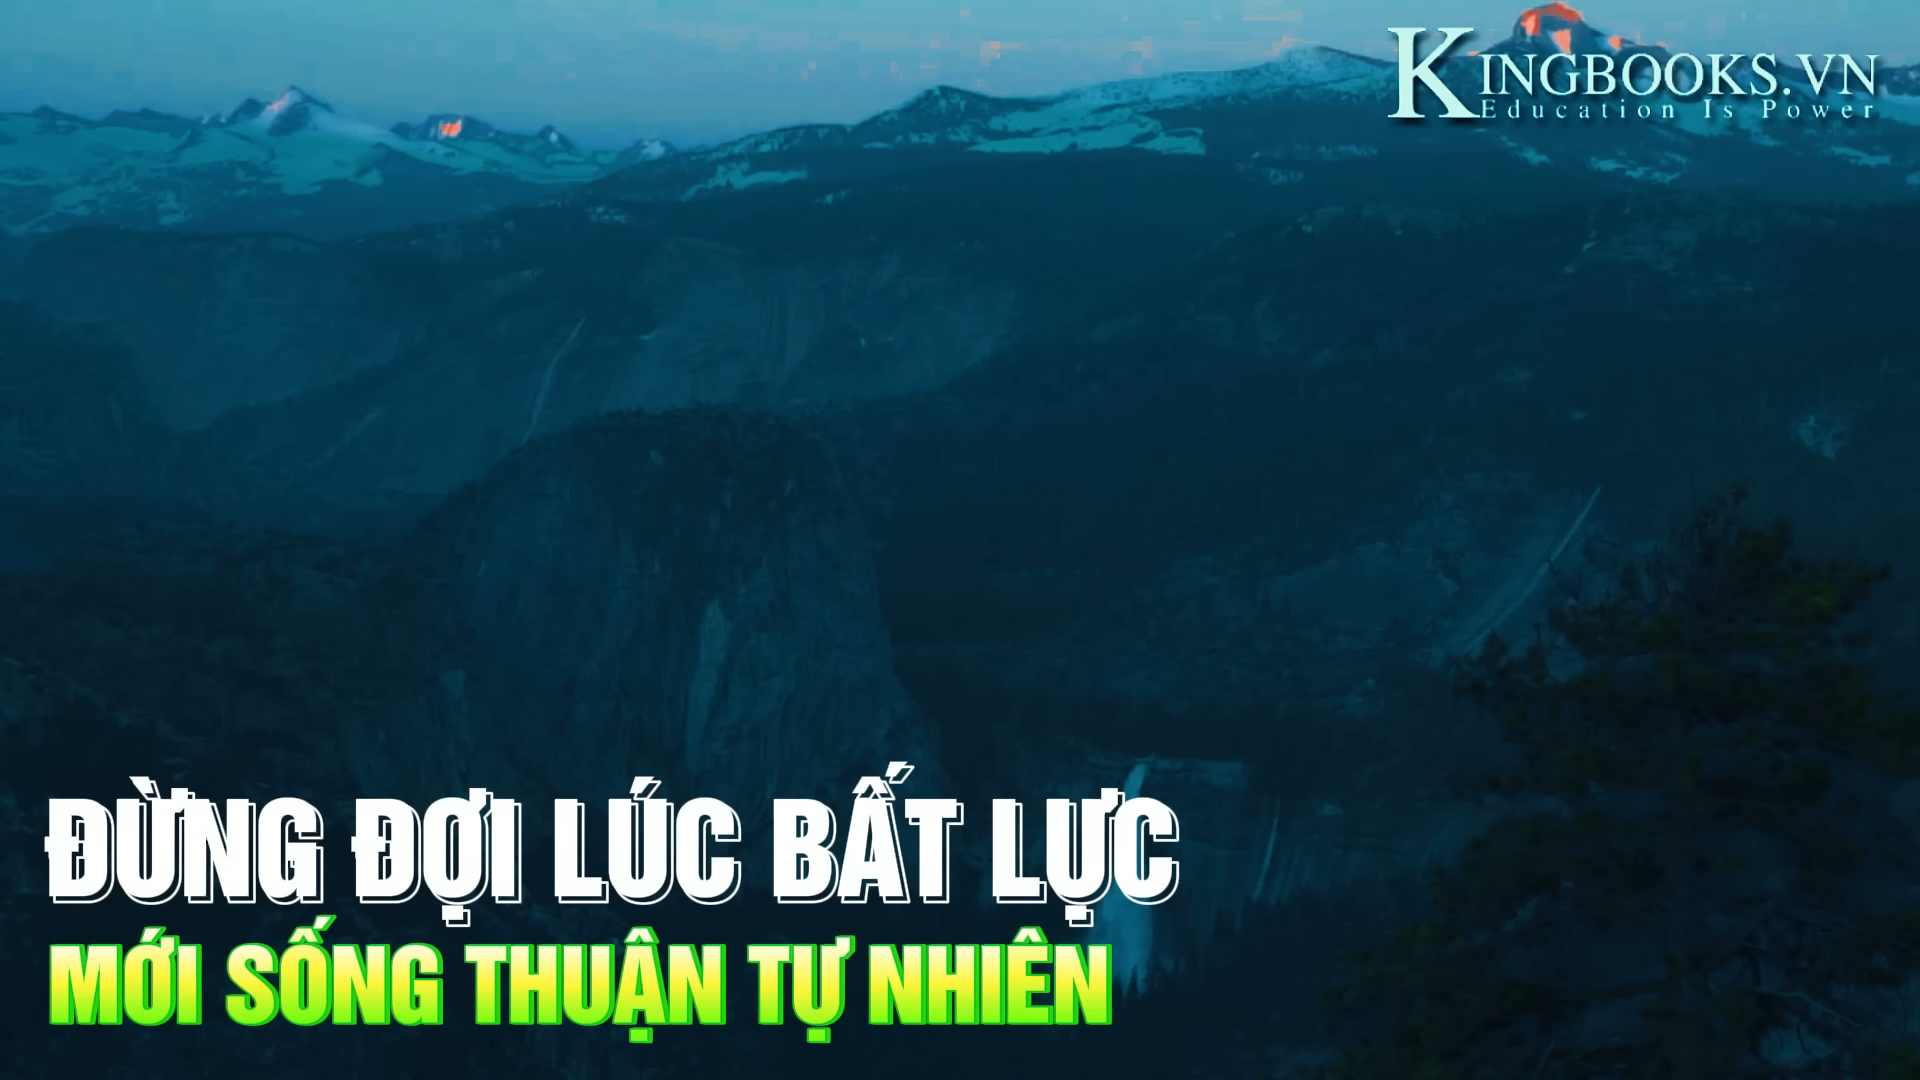 KINGBOOKS.VN
Education Is Power
ĐỪNG ĐỢI LÚC BẤT LỰC
MỚI SỐNG THUẬN TỰ NHIÊN